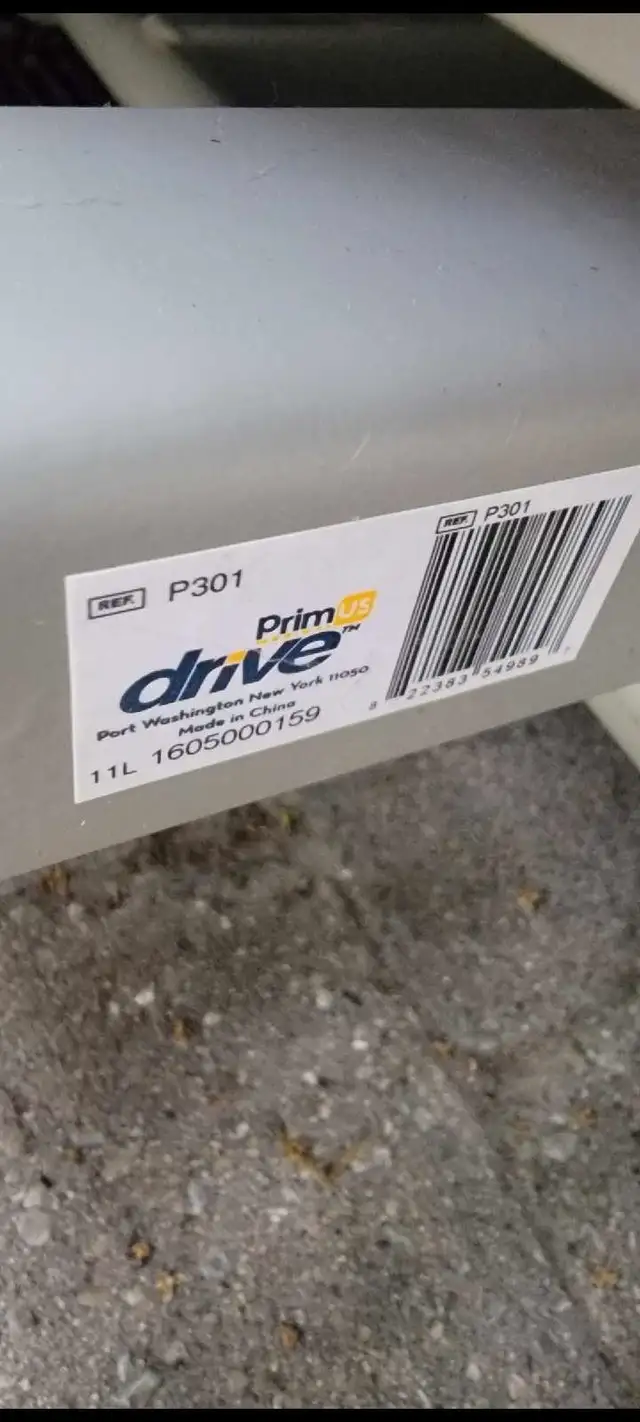 REF. P301
PrimUS
drive™
Port Washington New York 11050
Made in China
11L 1605000159
REF. P301
8 22383 54989 7